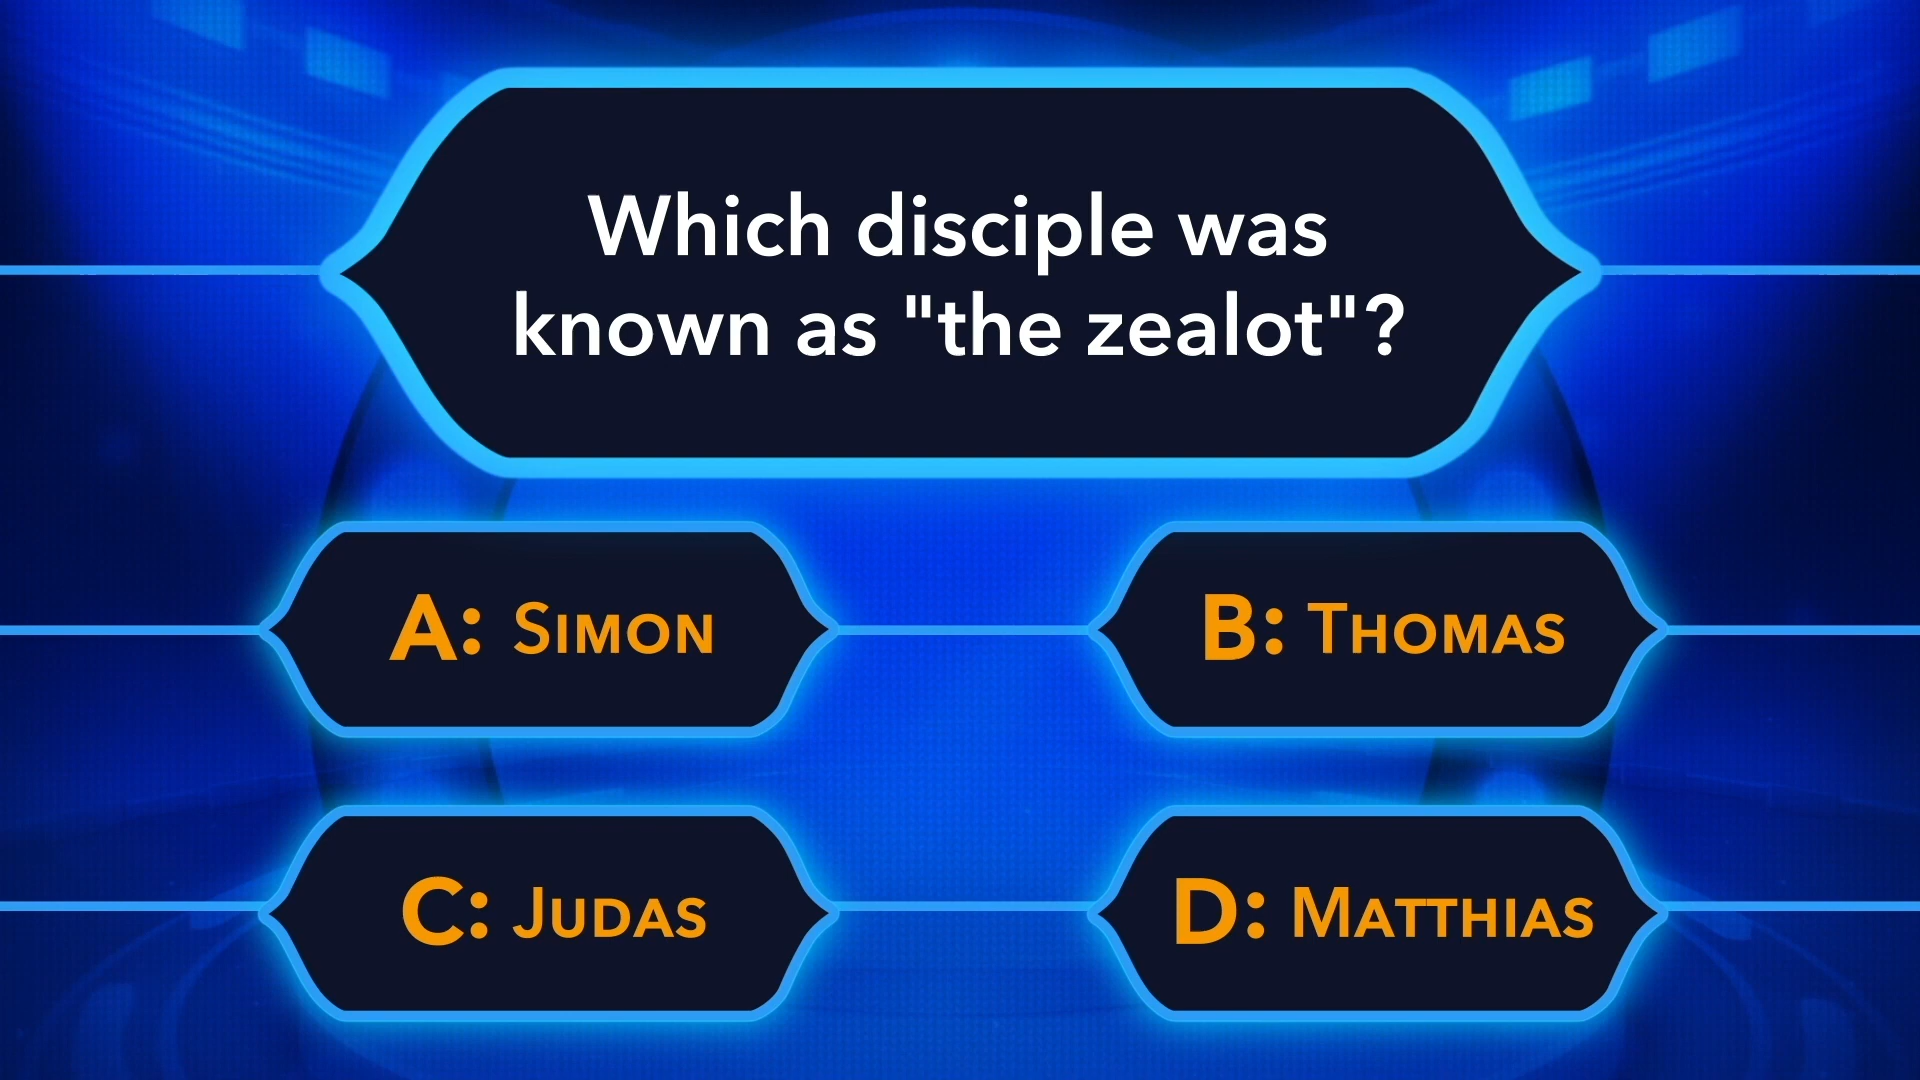 Which disciple was
known as "the zealot"?
A: Simon
B: Thomas
C: Judas
D: Matthias